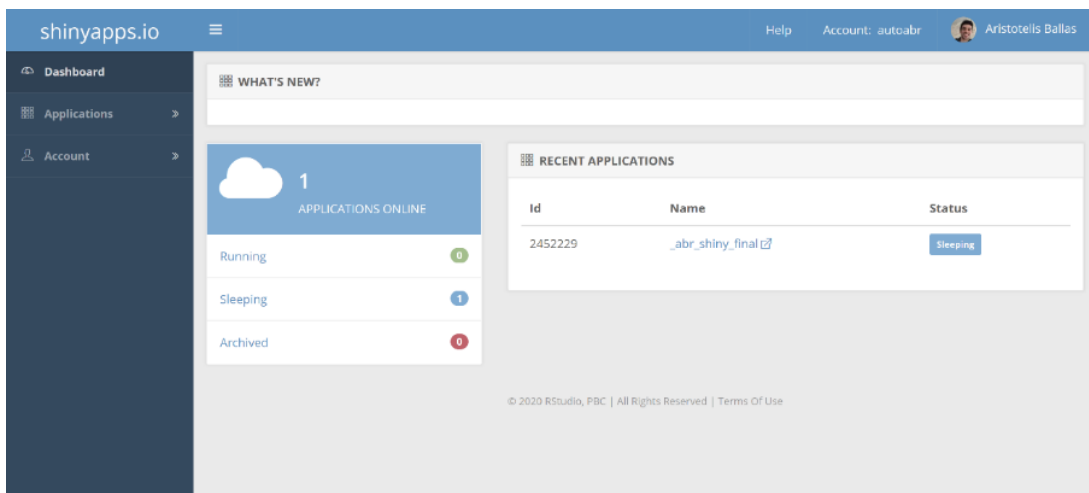 shinyapps.io
Help Account: autoabr Aristotelis Ballas
Dashboard
Applications
Account
WHAT'S NEW?
1
APPLICATIONS ONLINE
Running 0
Sleeping 1
Archived 0
RECENT APPLICATIONS
Id Name Status
2452229 _abr_shiny_final Sleeping
© 2020 RStudio, PBC | All Rights Reserved | Terms Of Use